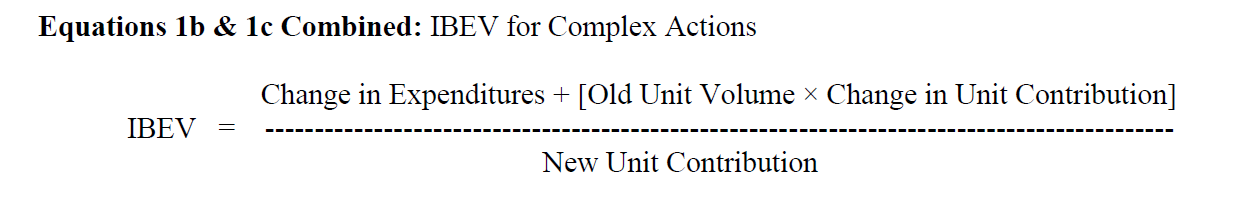 Equations 1b & 1c Combined: IBEV for Complex Actions
Change in Expenditures + [Old Unit Volume × Change in Unit Contribution]
IBEV = ----------------------------------------------------------------------------------------
New Unit Contribution